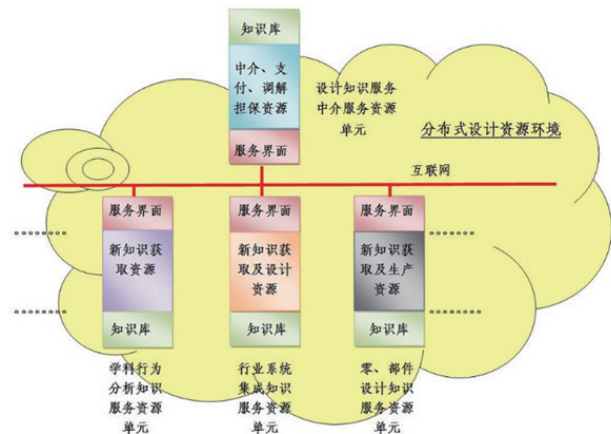 知识库
中介、支
付、调解
担保资源
服务界面
设计知识服务
中介服务资源
单元
分布式设计资源环境
互联网
服务界面
新知识获
取资源
知识库
学科行为
分析知识
服务资源
单元
服务界面
新知识获
取及设计
资源
知识库
行业系统
集成知识
服务资源
单元
服务界面
新知识获
取及生产
资源
知识库
零、部件
设计知识
服务资源
单元